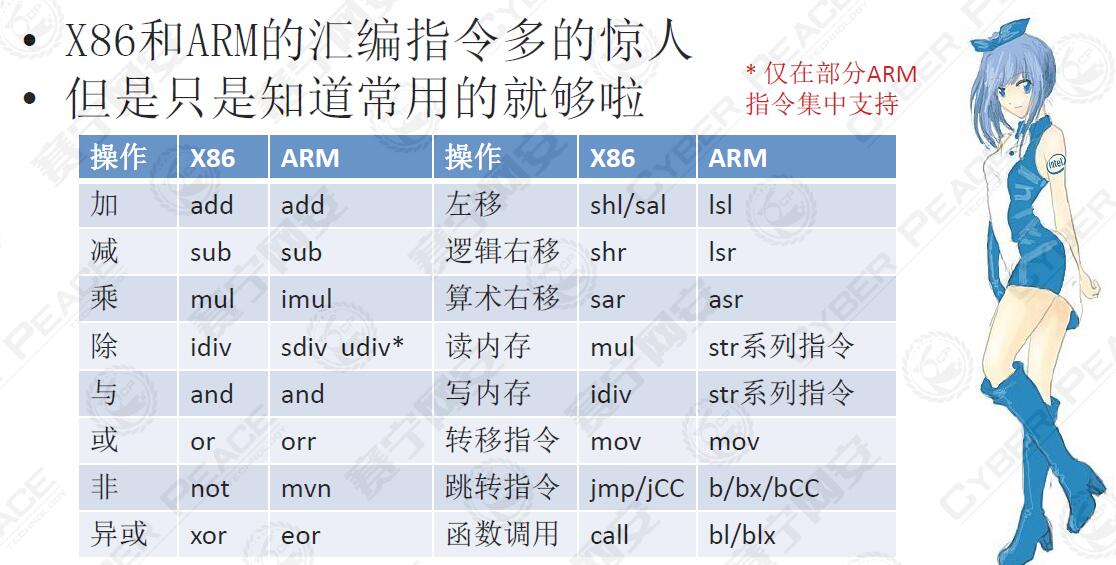 • X86和ARM的汇编指令多的惊人
• 但是只是知道常用的就够啦
* 仅在部分ARM
指令集中支持
操作 X86 ARM 操作 X86 ARM
加 add add 左移 shl/sal lsl
减 sub sub 逻辑右移 shr lsr
乘 mul imul 算术右移 sar asr
除 idiv sdiv udiv* 读内存 mul str系列指令
与 and and 写内存 idiv str系列指令
或 or orr 转移指令 mov mov
非 not mvn 跳转指令 jmp/jCC b/bx/bCC
异或 xor eor 函数调用 call bl/blx
intel
赛宁网安
CYBER PEACE
TECHNOLOGY